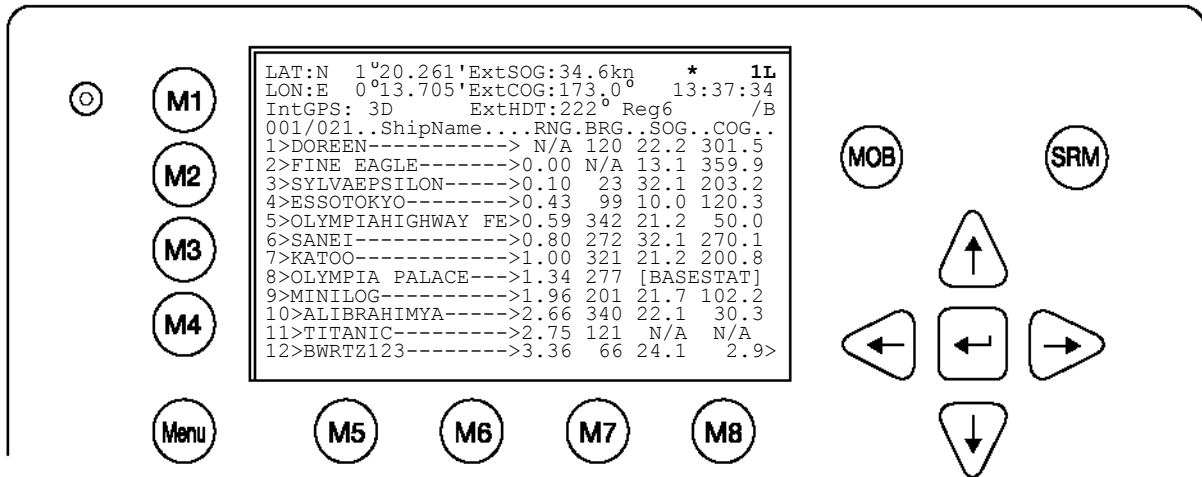 LAT:N 1°20.261'ExtSOG:34.6kn * 1L
LON:E 0°13.705'ExtCOG:173.0° 13:37:34
IntGPS: 3D ExtHDT:222° Reg6 /B
001/021..ShipName....RNG.BRG..SOG..COG..
1>DOREEN-----------> N/A 120 22.2 301.5
2>FINE EAGLE------->0.00 N/A 13.1 359.9
3>SYLVAEPSILON----->0.10 23 32.1 203.2
4>ESSOTOKYO-------->0.43 99 10.0 120.3
5>OLYMPIAHIGHWAY FE>0.59 342 21.2 50.0
6>SANEI------------>0.80 272 32.1 270.1
7>KATOO------------>1.00 321 21.2 200.8
8>OLYMPIA PALACE--->1.34 277 [BASESTAT]
9>MINILOG---------->1.96 201 21.7 102.2
10>ALIBRAHIMYA----->2.66 340 22.1 30.3
11>TITANIC--------->2.75 121 N/A N/A
12>BWRTZ123-------->3.36 66 24.1 2.9>
M1
M2
M3
M4
Menu
M5
M6
M7
M8
MOB
SRM